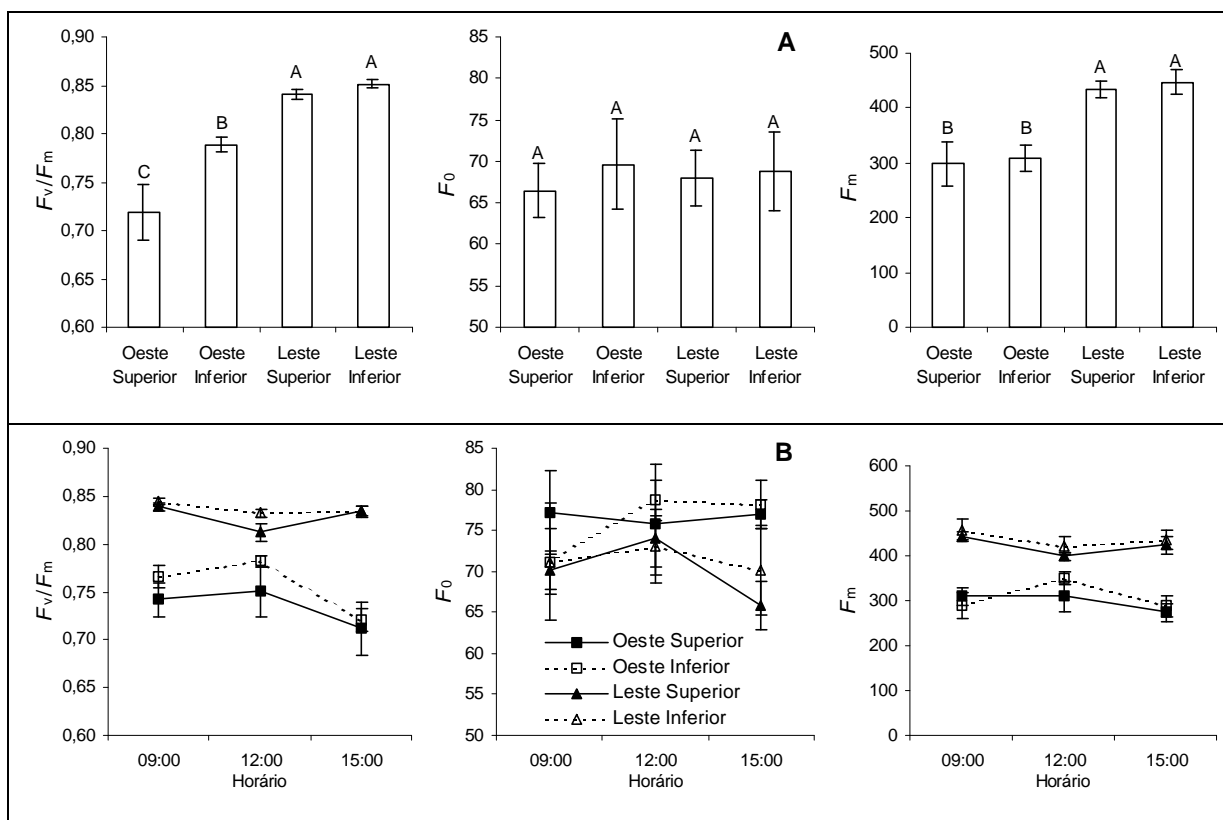 A
0,90
0,85
0,80
0,75
0,70
0,65
0,60
Fv/Fm
C
B
A
A
Oeste Superior
Oeste Inferior
Leste Superior
Leste Inferior
85
80
75
70
65
60
55
50
F0
A
A
A
A
Oeste Superior
Oeste Inferior
Leste Superior
Leste Inferior
500
400
300
200
100
0
Fm
B
B
A
A
Oeste Superior
Oeste Inferior
Leste Superior
Leste Inferior
B
0,90
0,85
0,80
0,75
0,70
0,65
0,60
Fv/Fm
09:00 12:00 15:00
Horário
85
80
75
70
65
60
55
50
F0
Oeste Superior
Oeste Inferior
Leste Superior
Leste Inferior
09:00 12:00 15:00
Horário
600
500
400
300
200
100
0
Fm
09:00 12:00 15:00
Horário